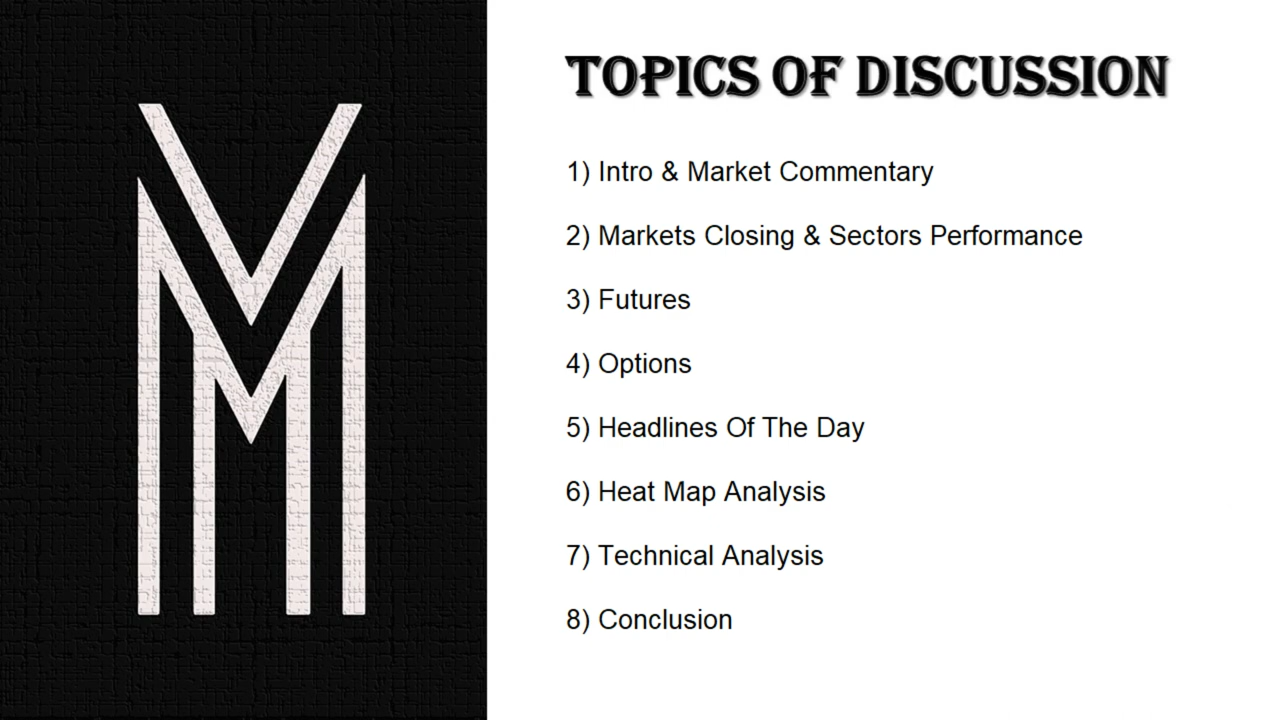 TOPICS OF DISCUSSION
1) Intro & Market Commentary
2) Markets Closing & Sectors Performance
3) Futures
4) Options
5) Headlines Of The Day
6) Heat Map Analysis
7) Technical Analysis
8) Conclusion